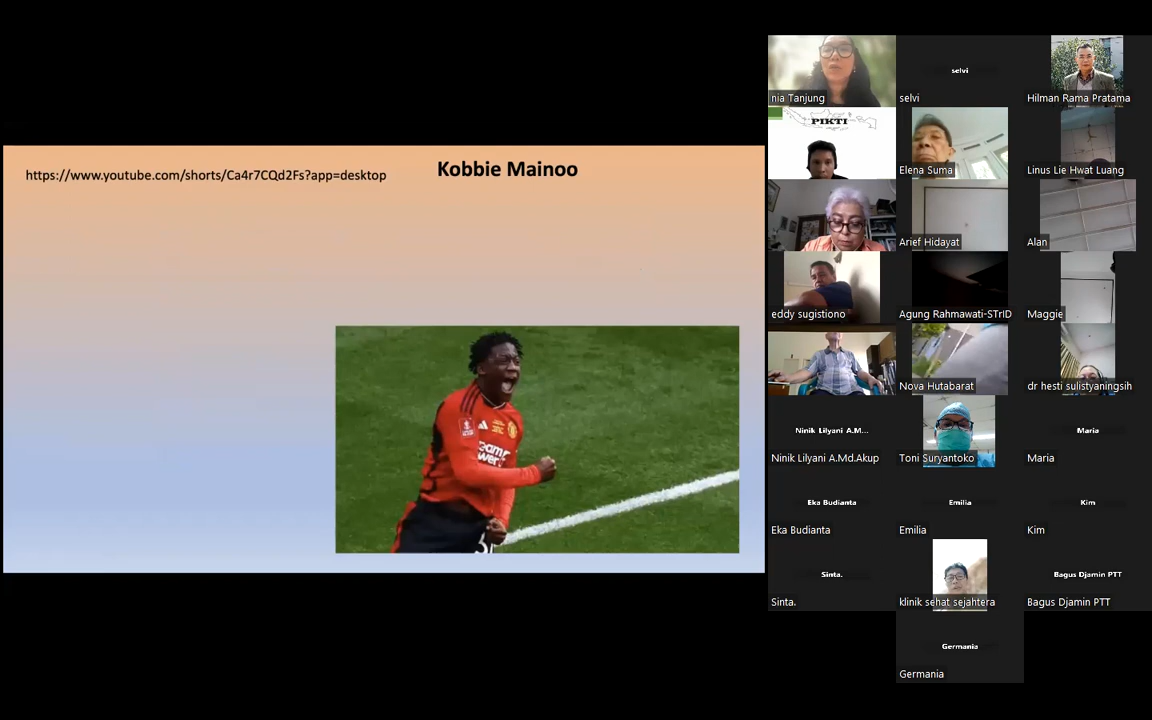 https://www.youtube.com/shorts/Ca4r7CQd2Fs?app=desktop
Kobbie Mainoo
nia Tanjung
selvi
selvi
Hilman Rama Pratama
PIKTI
Elena Suma
Linus Lie Hwat Luang
Arief Hidayat
Alan
eddy sugistiono
Agung Rahmawati-STrID
Maggie
Nova Hutabarat
dr hesti sulistyaningsih
Ninik Lilyani A.M...
Ninik Lilyani A.Md.Akup
Toni Suryantoko
Maria
Maria
Eka Budianta
Eka Budianta
Emilia
Emilia
Kim
Kim
Sinta.
Sinta.
klinik sehat sejahtera
Bagus Djamin PTT
Bagus Djamin PTT
Germania
Germania